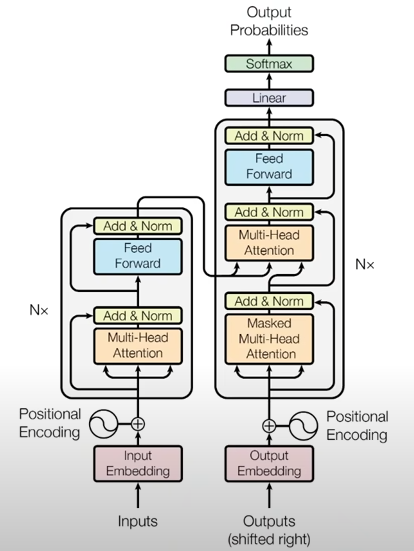 Output
Probabilities
Softmax
Linear
Add & Norm
Feed
Forward
Add & Norm
Multi-Head
Attention
Nx
Add & Norm
Masked
Multi-Head
Attention
Add & Norm
Feed
Forward
Nx
Add & Norm
Multi-Head
Attention
Positional
Encoding
Positional
Encoding
Input
Embedding
Output
Embedding
Inputs
Outputs
(shifted right)